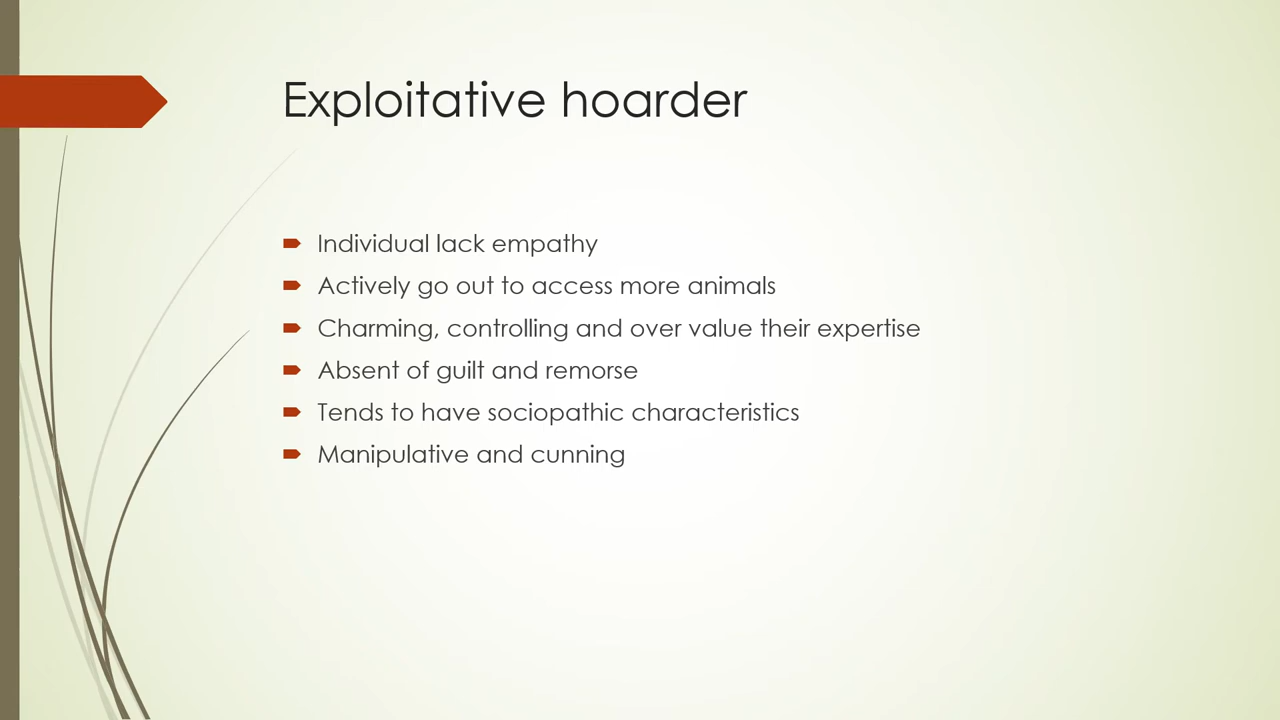 Exploitative hoarder
Individual lack empathy
Actively go out to access more animals
Charming, controlling and over value their expertise
Absent of guilt and remorse
Tends to have sociopathic characteristics
Manipulative and cunning